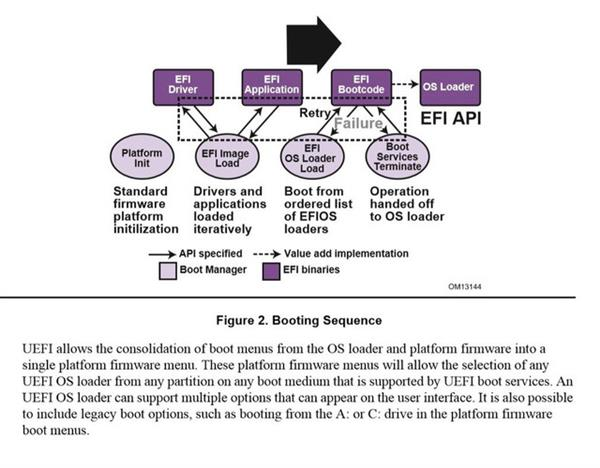 EFI
Driver
EFI
Application
EFI
Bootcode
OS Loader
EFI API
Retry
Failure
Platform
Init
EFI Image
Load
EFI
OS Loader
Load
Boot
Services
Terminate
Standard
firmware
platform
initilization
Drivers and
applications
loaded
iteratively
Boot from
ordered list
of EFIOS
loaders
Operation
handed off
to OS loader
API specified
Value add implementation
Boot Manager
EFI binaries
OM13144
Figure 2. Booting Sequence
UEFI allows the consolidation of boot menus from the OS loader and platform firmware into a
single platform firmware menu. These platform firmware menus will allow the selection of any
UEFI OS loader from any partition on any boot medium that is supported by UEFI boot services. An
UEFI OS loader can support multiple options that can appear on the user interface. It is also possible
to include legacy boot options, such as booting from the A: or C: drive in the platform firmware
boot menus.